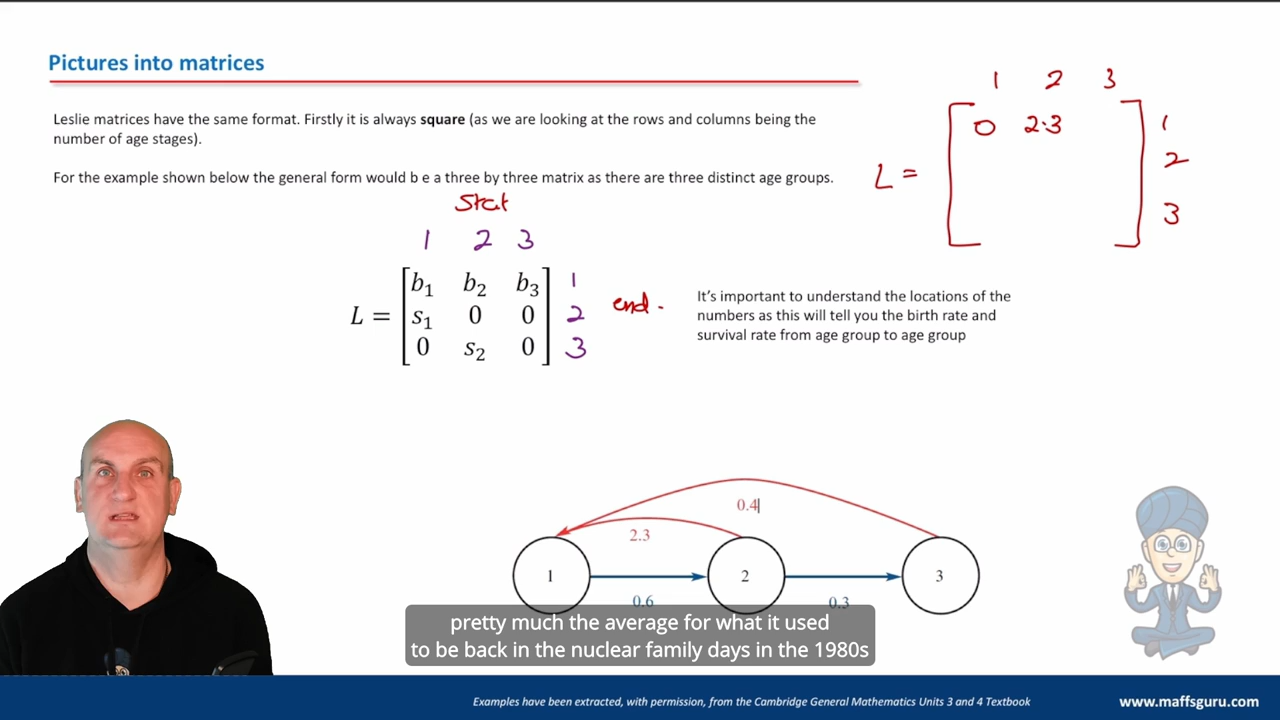 Pictures into matrices
1 2 3
Leslie matrices have the same format. Firstly it is always square (as we are looking at the rows and columns being the
number of age stages).
0 2.3 1
L = 2
3
For the example shown below the general form would b e a three by three matrix as there are three distinct age groups.
Stat
1 2 3
b₁ b₂ b₃ 1
L = s₁ 0 0 2 end.
0 s₂ 0 3
It's important to understand the locations of the
numbers as this will tell you the birth rate and
survival rate from age group to age group
0.4
2.3
1 2 3
0.6 0.3
pretty much the average for what it used
to be back in the nuclear family days in the 1980s
Examples have been extracted, with permission, from the Cambridge General Mathematics Units 3 and 4 Textbook
www.maffsguru.com